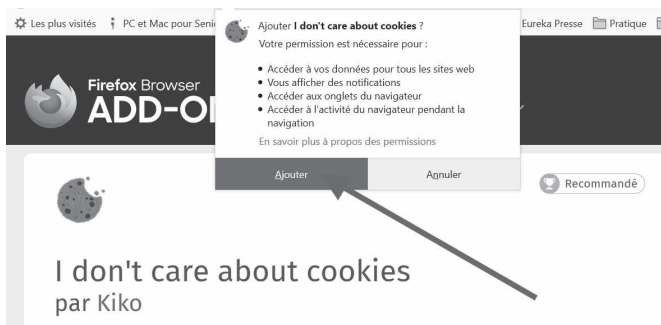 Les plus visités PC et Mac pour Seni
Eureka Presse Pratique
Ajouter I don't care about cookies ?
Votre permission est nécessaire pour :
• Accéder à vos données pour tous les sites web
• Vous afficher des notifications
• Accéder aux onglets du navigateur
• Accéder à l'activité du navigateur pendant la
navigation
En savoir plus à propos des permissions
Ajouter Annuler
Firefox Browser
ADD-O
Recommandé
I don't care about cookies
par Kiko